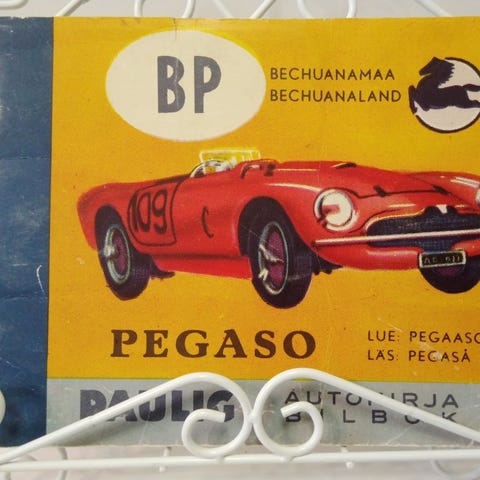 BP
BECHUANAMAA
BECHUANALAND
109
PEGASO
LUE: PEGAASO
LÄS: PEGASÅ
PAULIG
AUTOKIRJA
BILBOK